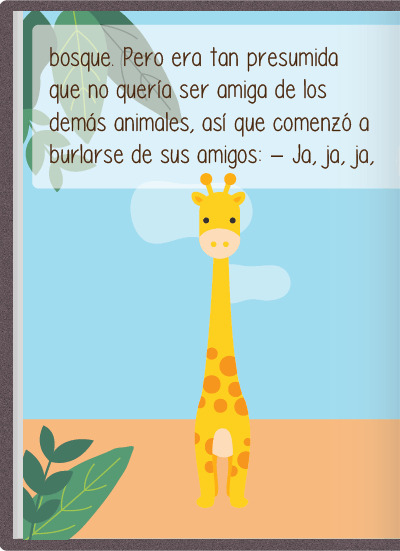 bosque. Pero era tan presumida
que no quería ser amiga de los
demás animales, así que comenzó a
burlarse de sus amigos: – Ja, ja, ja,